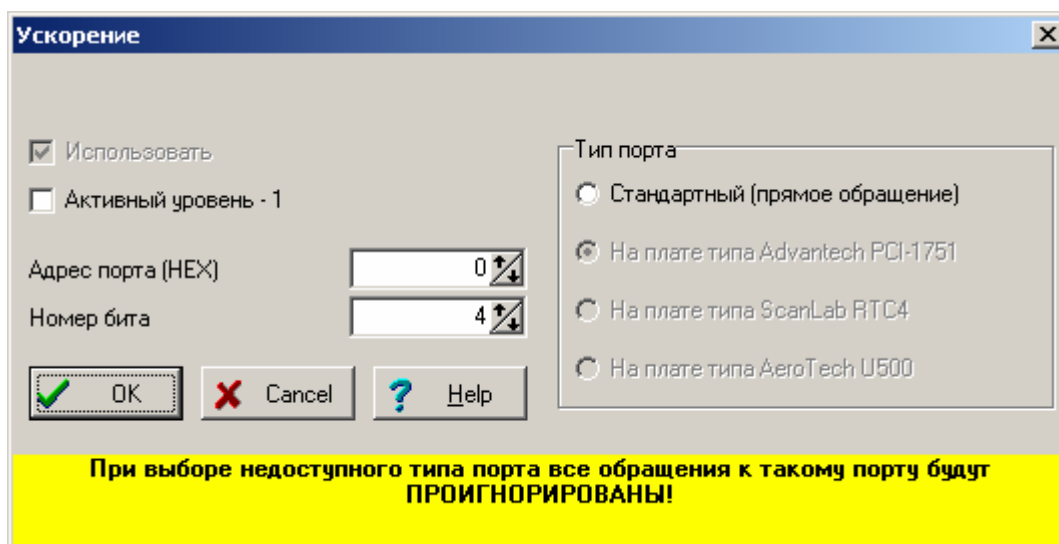 Ускорение
Использовать
Активный уровень - 1
Адрес порта (HEX)
0
Номер бита
4
OK
Cancel
Help
Тип порта
Стандартный (прямое обращение)
На плате типа Advantech PCI-1751
На плате типа ScanLab RTC4
На плате типа AeroTech U500
При выборе недоступного типа порта все обращения к такому порту будут
ПРОИГНОРИРОВАНЫ!